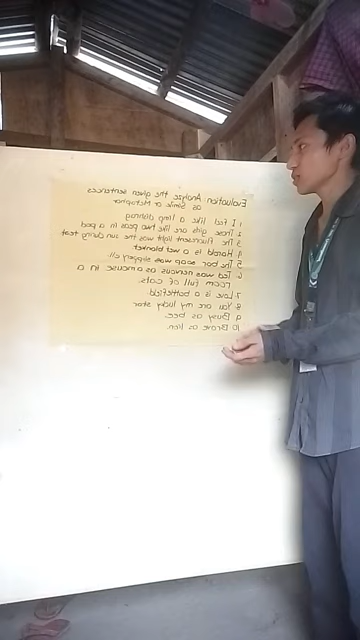 Evaluation Analyze the given sentences
as Simile or Metaphor
1 I Feel like a limp dishrag
2 These girls are like two peas in a pod
3 The fluorescent light was the sun during test
4 Harold is a wet blanket
5 The bar soap was slippery
6 Ted was nervous as a mouse in a
room full of cats.
7 Love is a battlefield
8 You are my lucky star
9 Busy as bee
10 Brave as lion